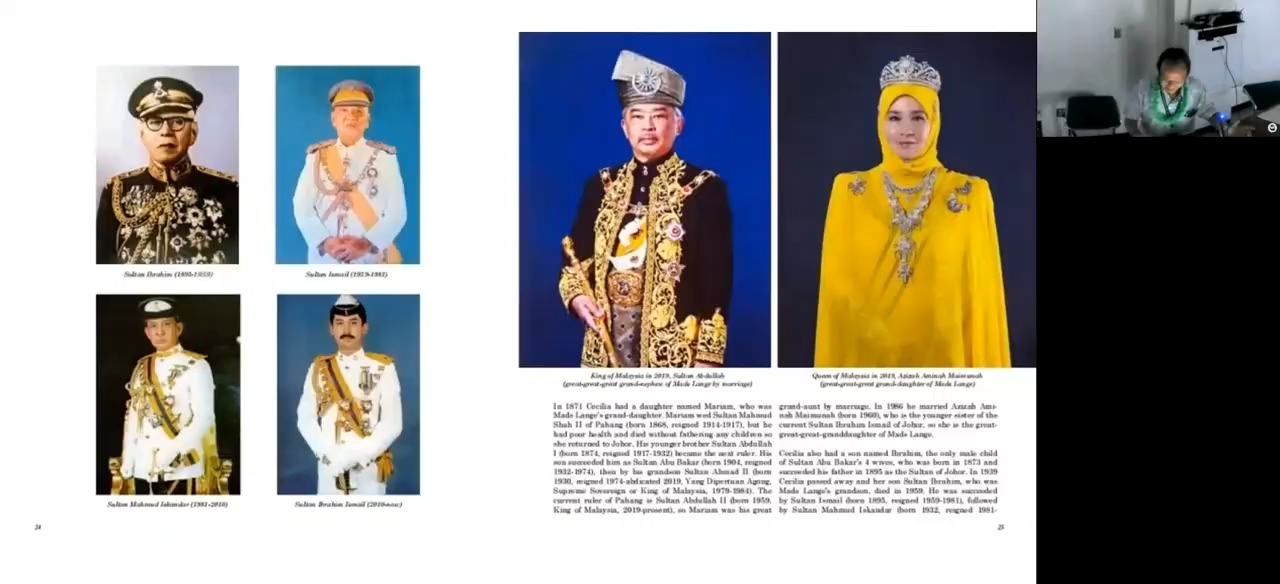 Sultan Ibrahim (1895-1959)
Sultan Ismail (1959-1981)
Sultan Mahmud Iskandar (1981-2010)
Sultan Ibrahim Ismail (2010-now)
24
King of Malaysia in 2019, Sultan Abdullah
(great-great-great grand-nephew of Mads Lange by marriage)
Queen of Malaysia in 2019, Azizah Aminah Maimunah
(great-great-great grand-daughter of Mads Lange)
In 1871 Cecilia had a daughter named Mariam, who was
Mads Lange's grand-daughter. Mariam wed Sultan Mahmud
Shah II of Pahang (born 1868, reigned 1914-1917), but he
had poor health and died without fathering any children so
she returned to Johor. His younger brother Sultan Abdullah
I (born 1874, reigned 1917-1932) became the next ruler. His
son succeeded him as Sultan Abu Bakar (born 1904, reigned
1932-1974), then by his grandson Sultan Ahmad II (born
1930, reigned 1974-abdicated 2019, Yang Dipertuan Agung,
Supreme Sovereign or King of Malaysia, 1979-1984). The
current ruler of Pahang is Sultan Abdullah II (born 1959,
King of Malaysia, 2019-present), so Mariam was his great
grand-aunt by marriage. In 1986 he married Azizah Ami-
nah Maimunah (born 1960), who is the younger sister of the
current Sultan Ibrahim Ismail of Johor, so she is the great-
great-great-granddaughter of Mads Lange.
Cecilia also had a son named Ibrahim, the only male child
of Sultan Abu Bakar's 4 wives, who was born in 1873 and
succeeded his father in 1895 as the Sultan of Johor. In 1939
Cecilia passed away and her son Sultan Ibrahim, who was
Mads Lange's grandson, died in 1959. He was succeeded
by Sultan Ismail (born 1895, reigned 1959-1981), followed
by Sultan Mahmud Iskandar (born 1932, reigned 1981-
25